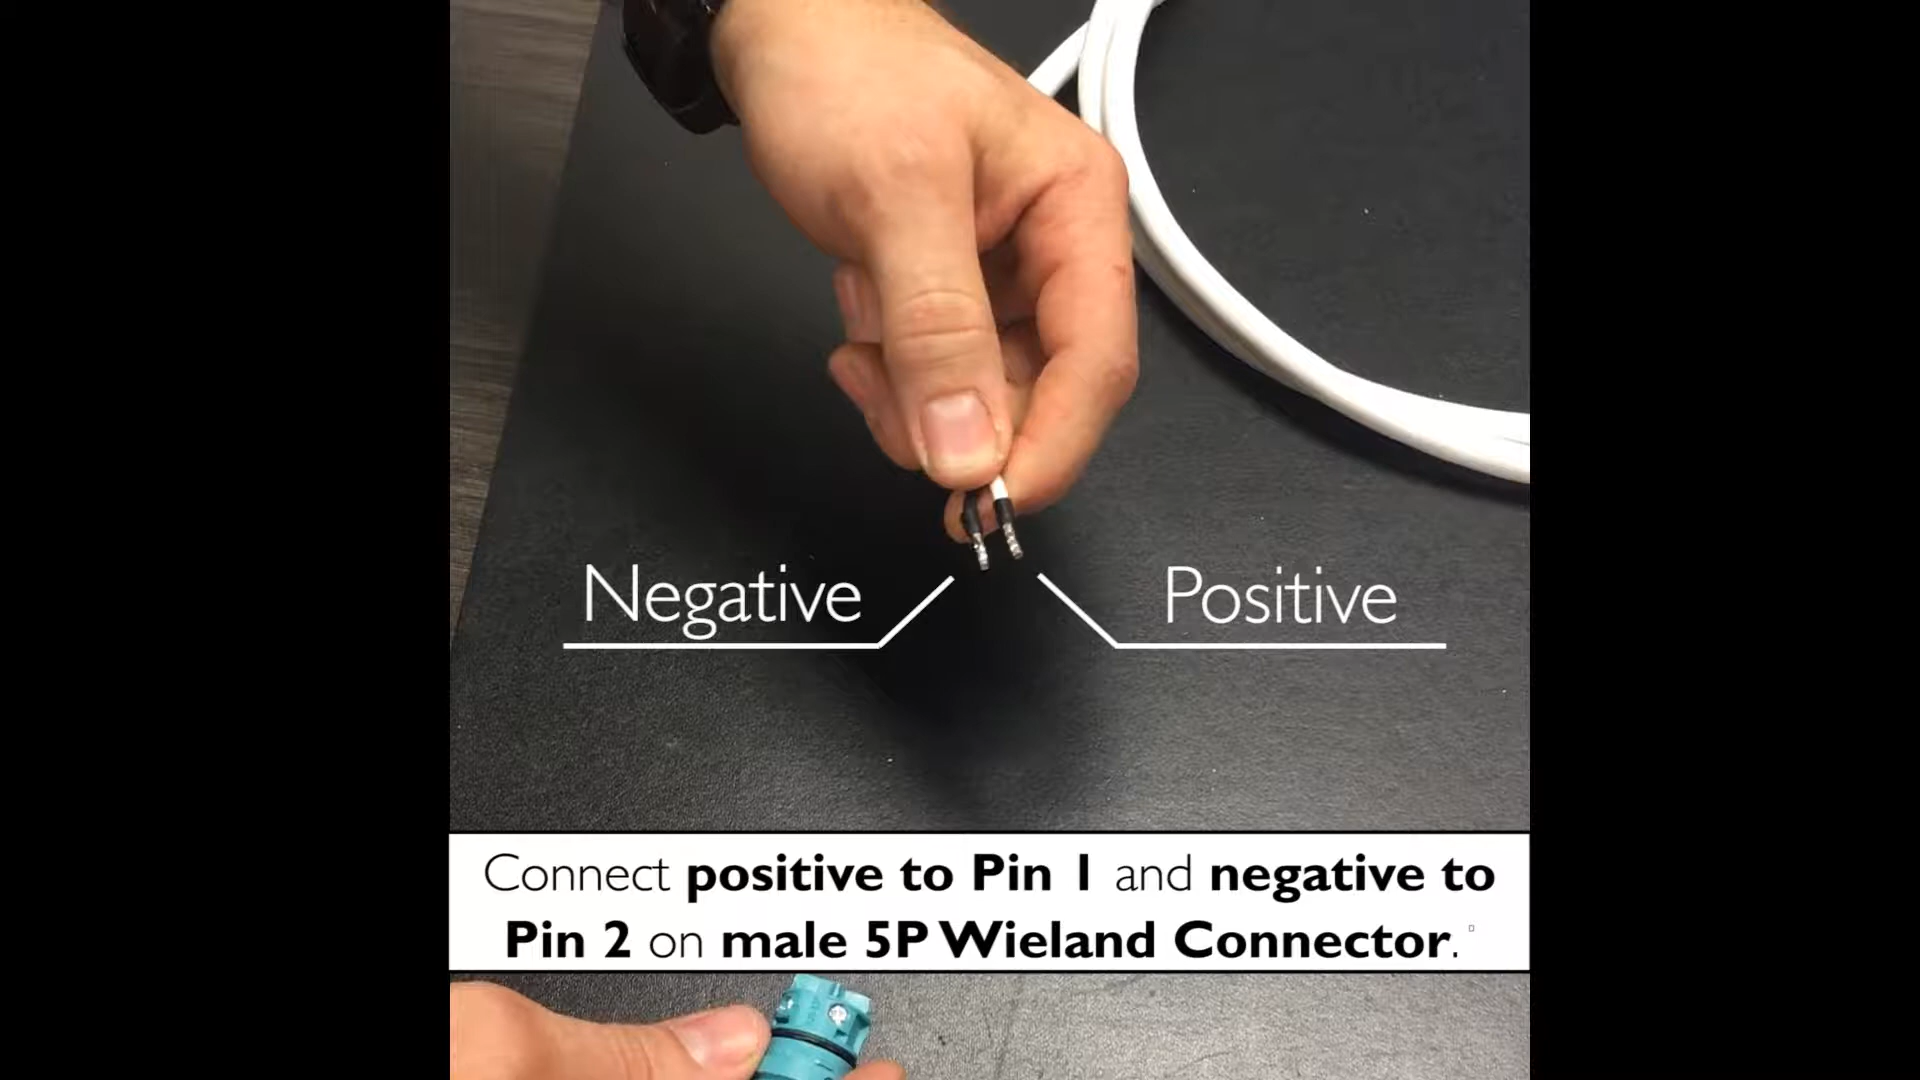 Negative
Positive
Connect positive to Pin 1 and negative to
Pin 2 on male 5P Wieland Connector.